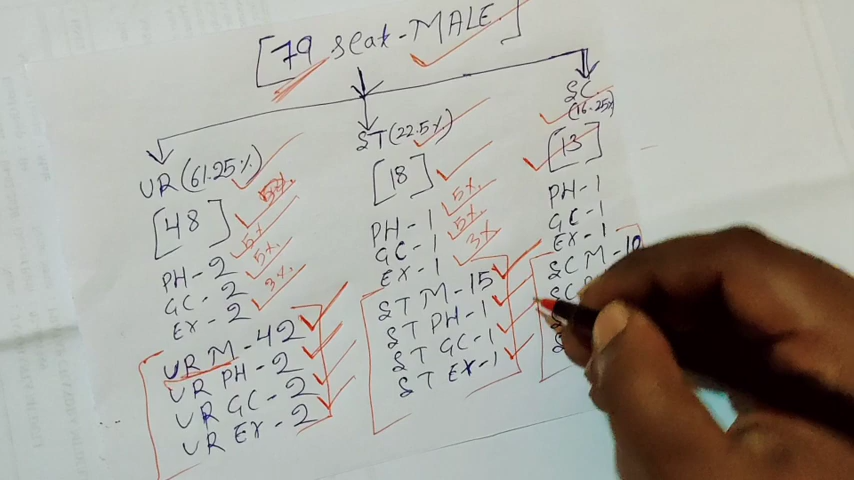 [79 Seat-MALE]
UR(61.25%)
[48]
5%
5%
3%
PH-2
GC-2
EX-2
UR M-42
UR PH-2
UR GC-2
UR EX-2
ST(22.5%)
[18]
5%
5%
3%
PH-1
GC-1
EX-1
ST M-15
ST PH-1
ST GC-1
ST EX-1
SC
(16.25%)
[13]
PH-1
GC-1
EX-1
SC M-10